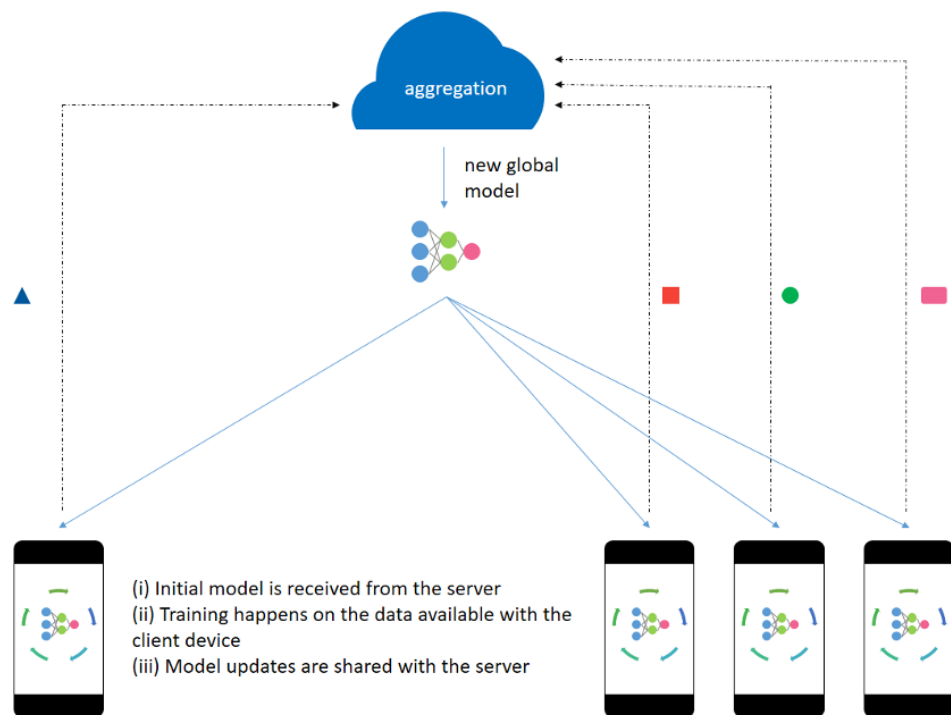 aggregation
new global
model
(i) Initial model is received from the server
(ii) Training happens on the data available with the
client device
(iii) Model updates are shared with the server